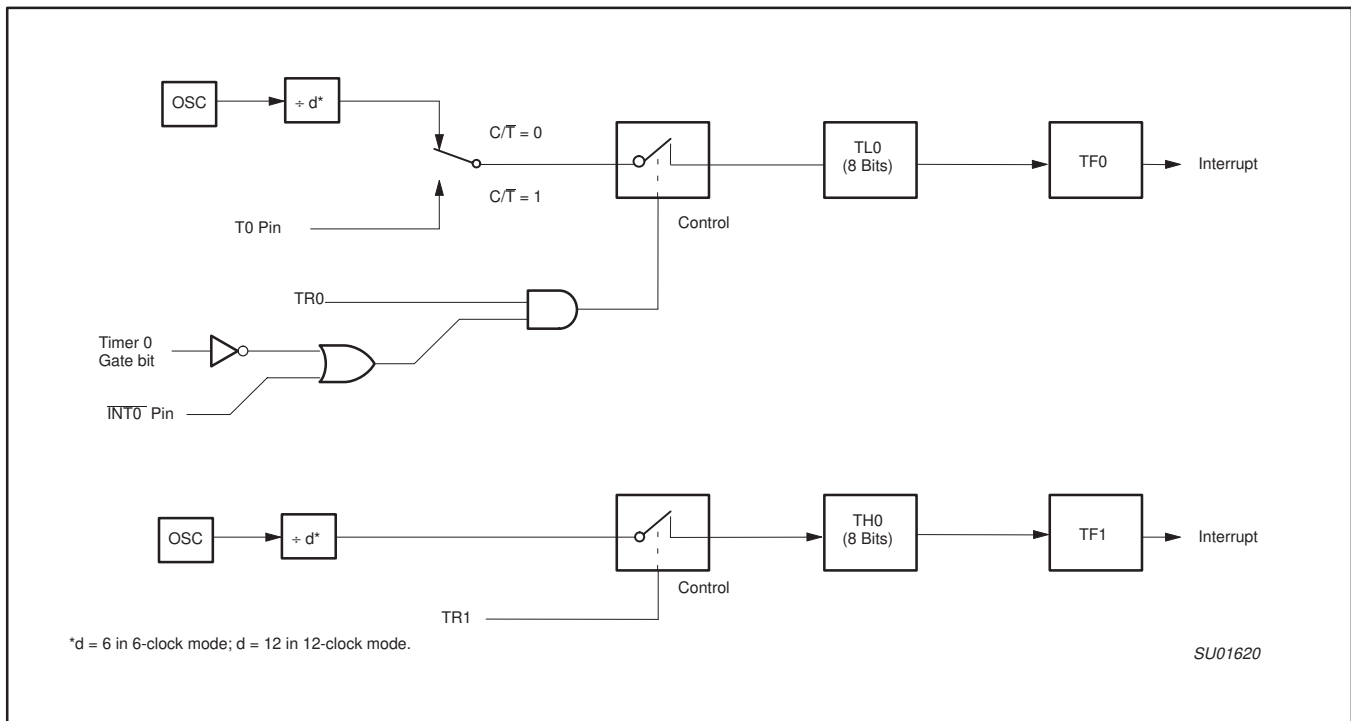 OSC
÷ d*
C/T̅ = 0
C/T̅ = 1
T0 Pin
Control
TL0
(8 Bits)
TF0
Interrupt
TR0
Timer 0
Gate bit
I̅N̅T̅0̅ Pin
OSC
÷ d*
Control
TR1
TH0
(8 Bits)
TF1
Interrupt
*d = 6 in 6-clock mode; d = 12 in 12-clock mode.
SU01620